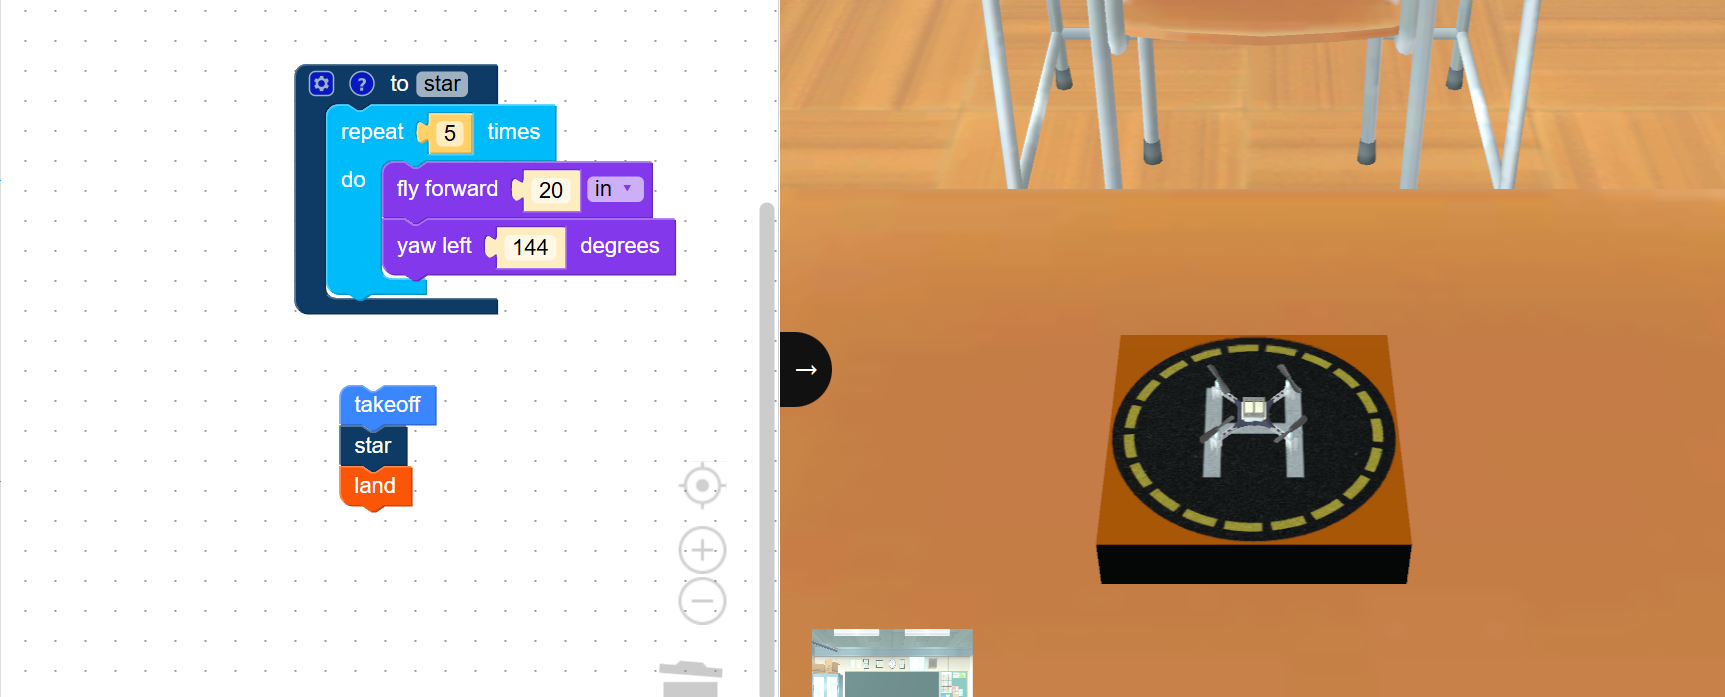 ? to star
repeat 5 times
do
fly forward 20 in
yaw left 144 degrees
takeoff
star
land
→
H